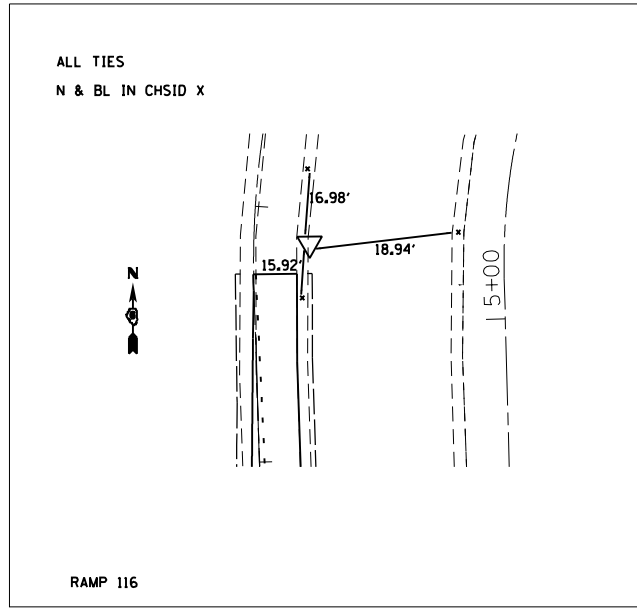 ALL TIES
N & BL IN CHSID X
x
16.98'
x
18.94'
15.92'
x
N
5+00
RAMP 116